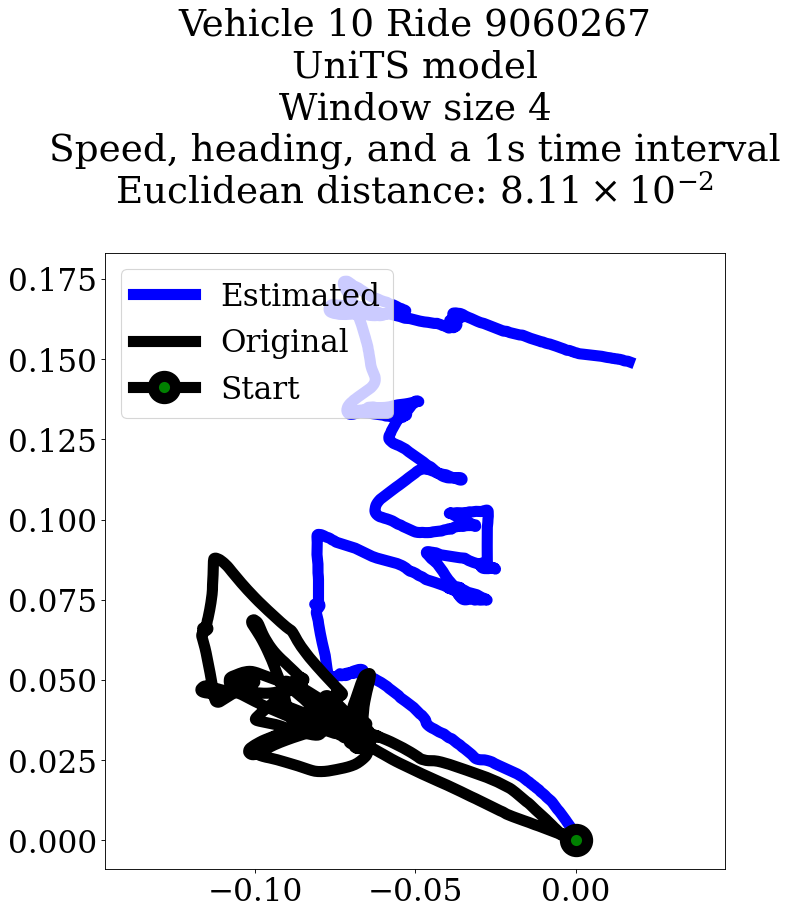 Vehicle 10 Ride 9060267
UniTS model
Window size 4
Speed, heading, and a 1s time interval
Euclidean distance: 8.11 × 10⁻²
Estimated
Original
Start
0.175
0.150
0.125
0.100
0.075
0.050
0.025
0.000
−0.10 −0.05 0.00